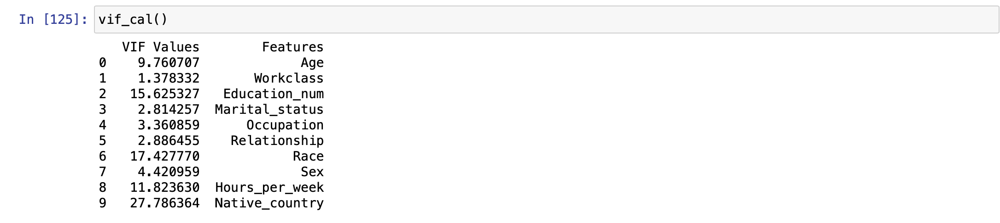 In [125]: vif_cal()
VIF Values Features
0 9.760707 Age
1 1.378332 Workclass
2 15.625327 Education_num
3 2.814257 Marital_status
4 3.360859 Occupation
5 2.886455 Relationship
6 17.427770 Race
7 4.420959 Sex
8 11.823630 Hours_per_week
9 27.786364 Native_country